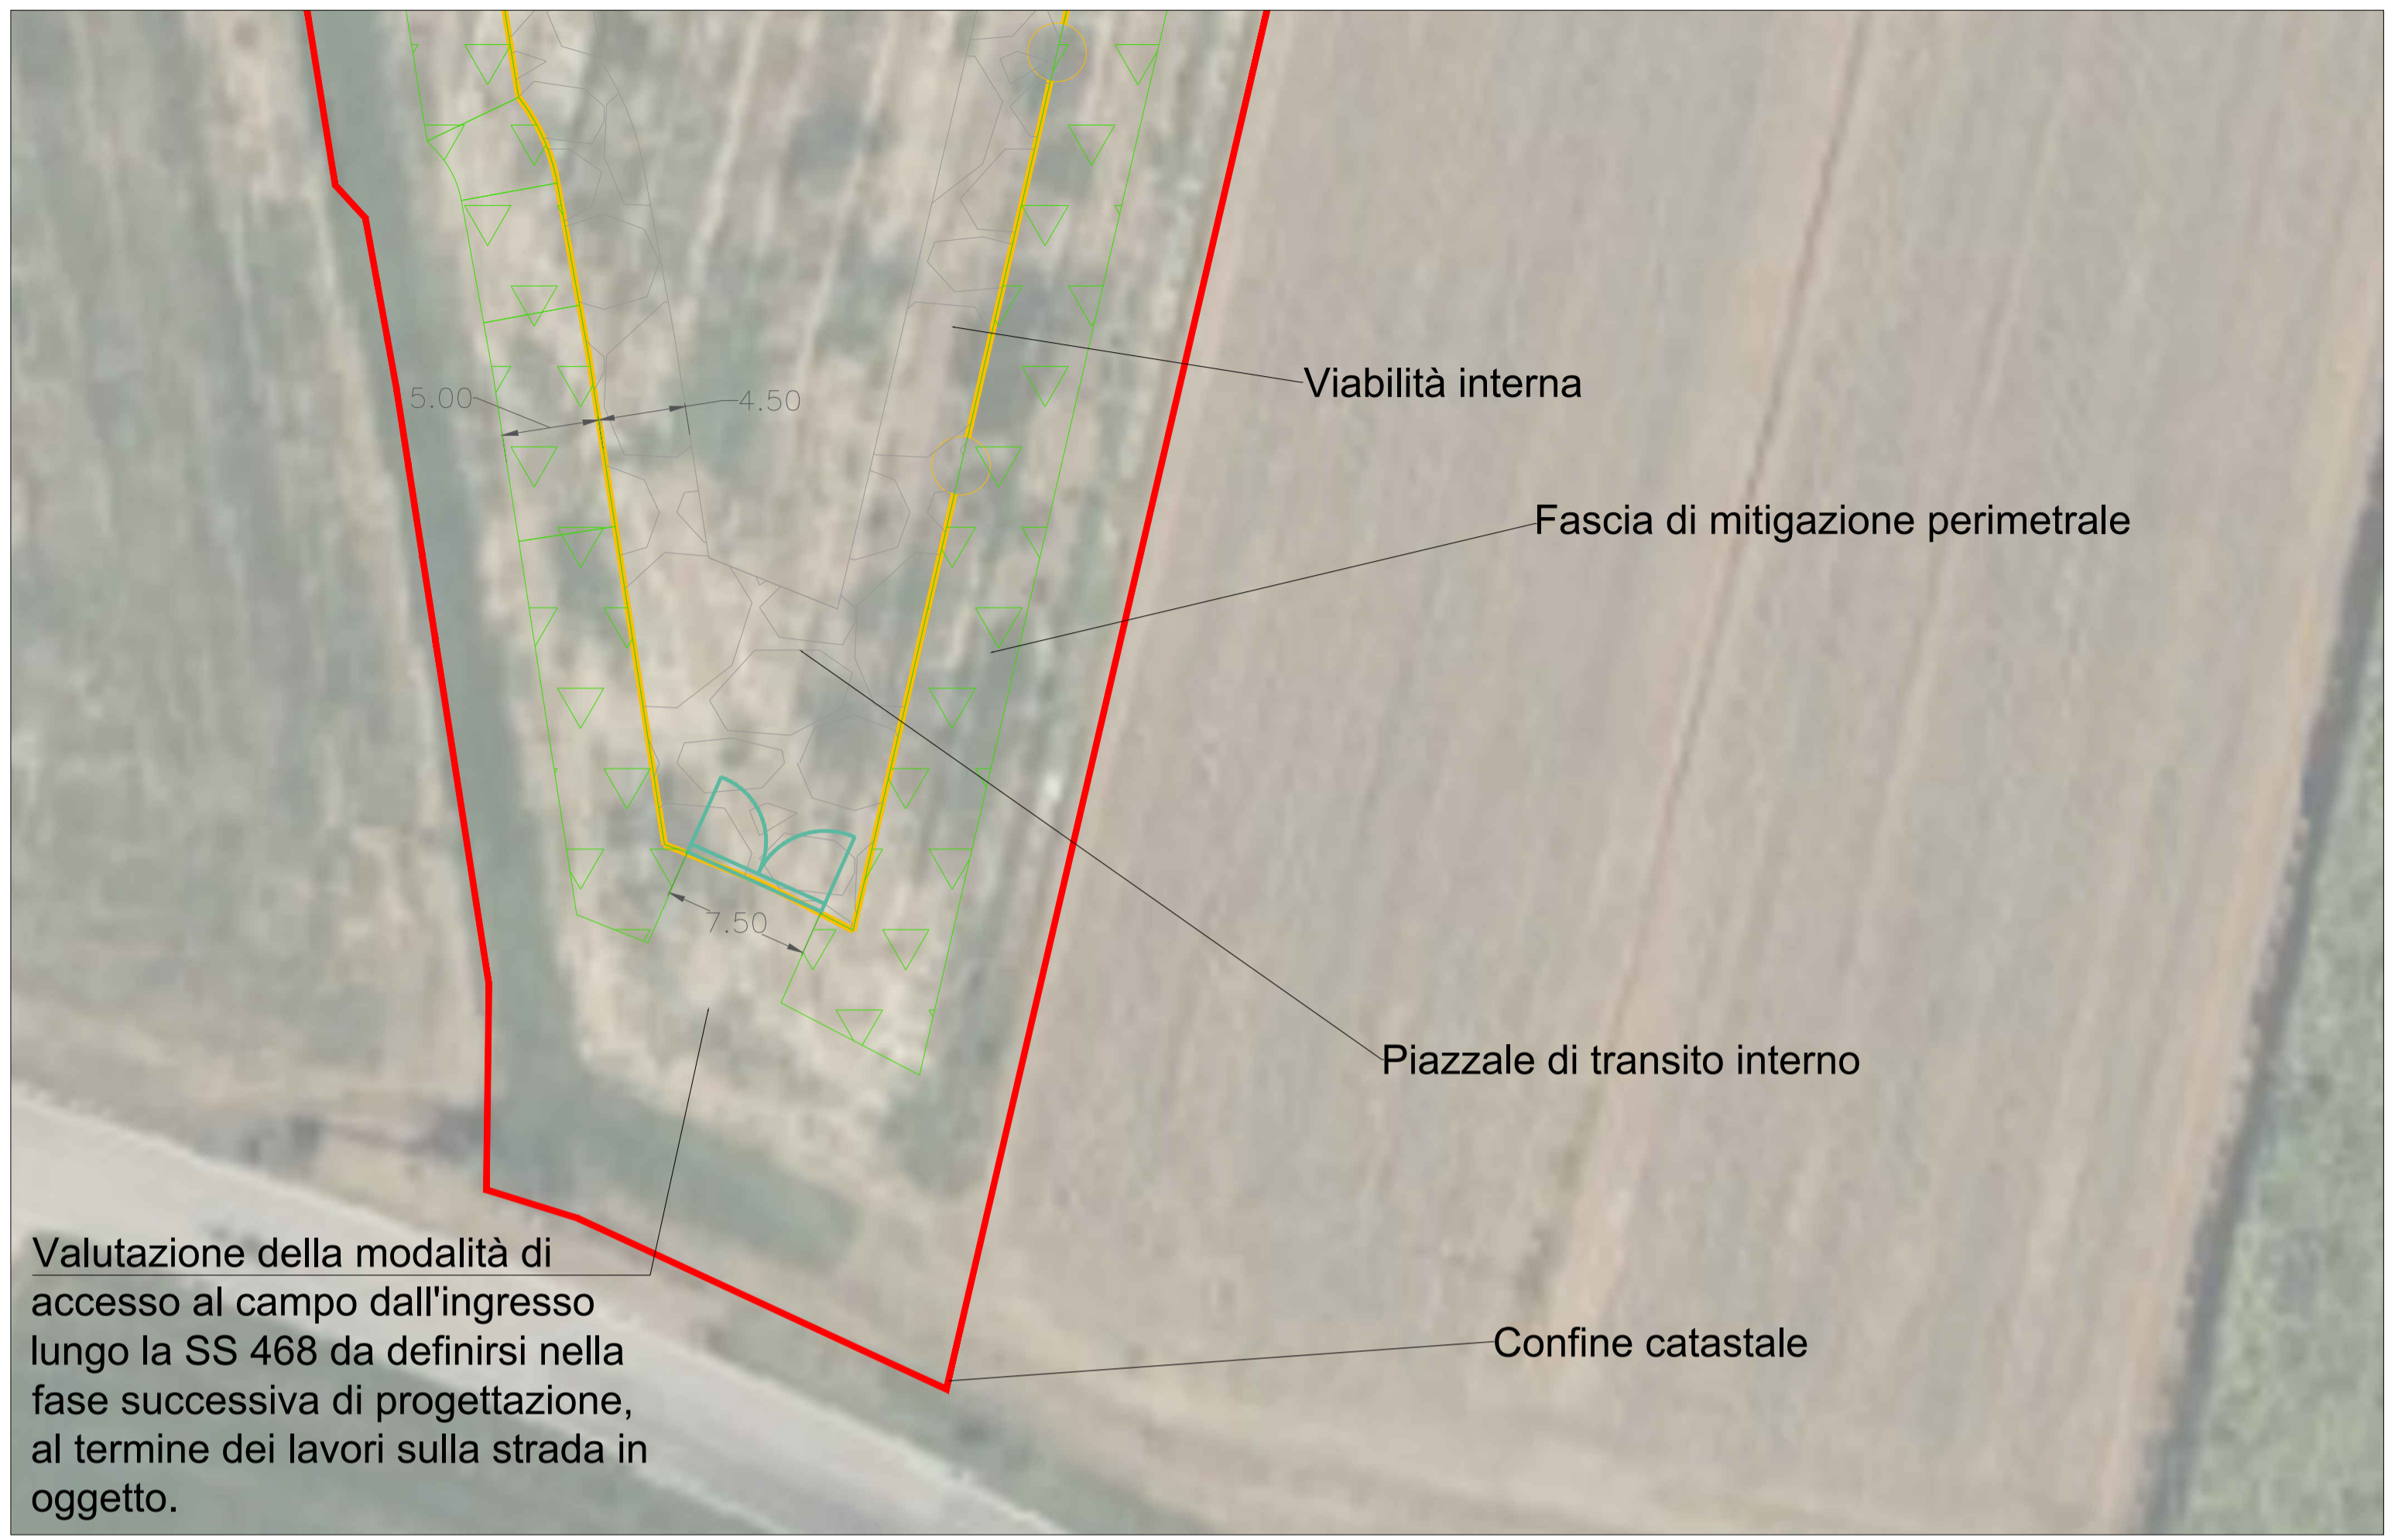 5.00
4.50
Viabilità interna
Fascia di mitigazione perimetrale
7.50
Piazzale di transito interno
Confine catastale
Valutazione della modalità di
accesso al campo dall'ingresso
lungo la SS 468 da definirsi nella
fase successiva di progettazione,
al termine dei lavori sulla strada in
oggetto.